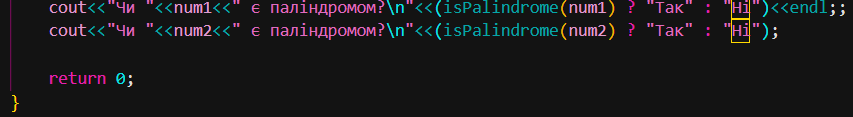 cout<<"Чи "<<num1<<" є паліндромом?\n"<<(isPalindrome(num1) ? "Так" : "Ні")<<endl;;
cout<<"Чи "<<num2<<" є паліндромом?\n"<<(isPalindrome(num2) ? "Так" : "Ні");
return 0;
}